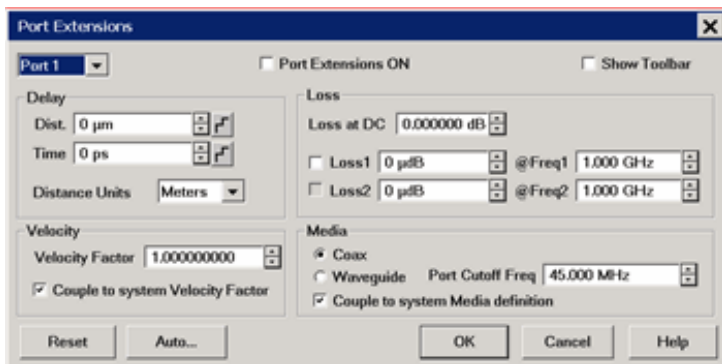 Port Extensions
Port 1 Port Extensions ON Show Toolbar
Delay Loss
Dist. 0 µm Loss at DC 0.000000 dB
Time 0 ps Loss1 0 µdB @Freq1 1.000 GHz
Distance Units Meters Loss2 0 µdB @Freq2 1.000 GHz
Velocity Media
Velocity Factor 1.000000000 Coax
Waveguide Port Cutoff Freq 45.000 MHz
Couple to system Velocity Factor Couple to system Media definition
Reset Auto... OK Cancel Help